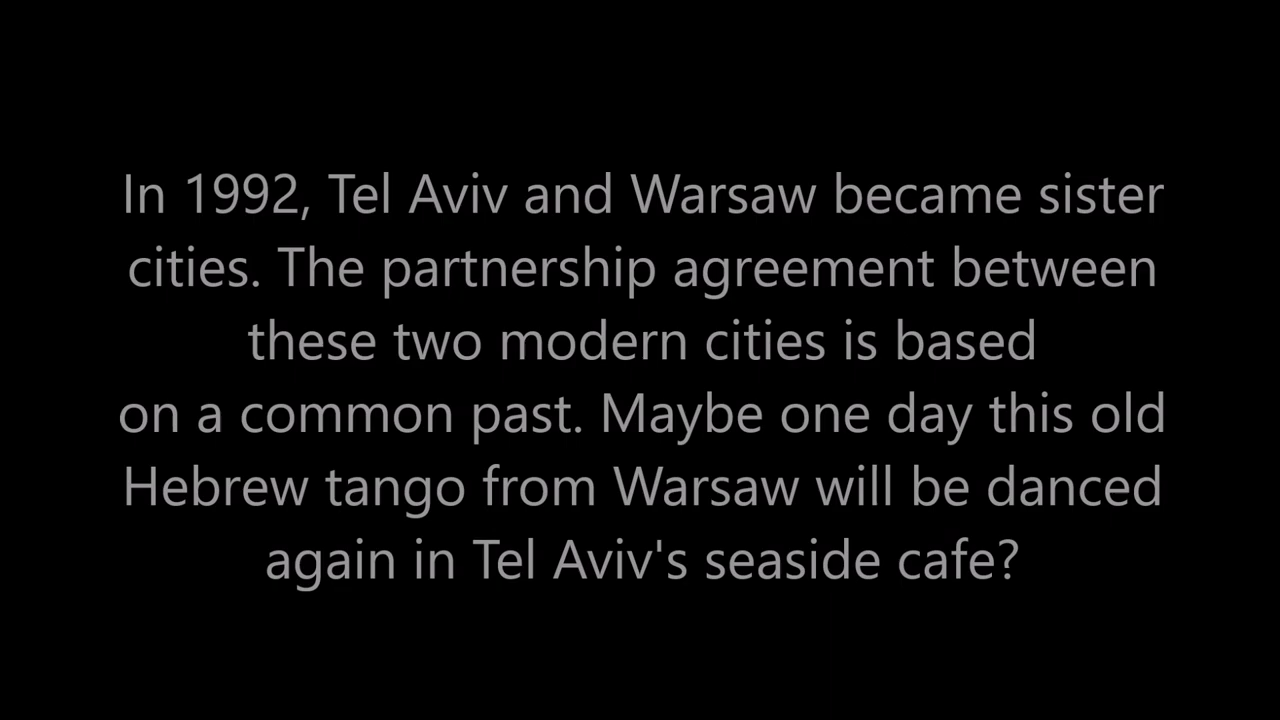 In 1992, Tel Aviv and Warsaw became sister
cities. The partnership agreement between
these two modern cities is based
on a common past. Maybe one day this old
Hebrew tango from Warsaw will be danced
again in Tel Aviv's seaside cafe?